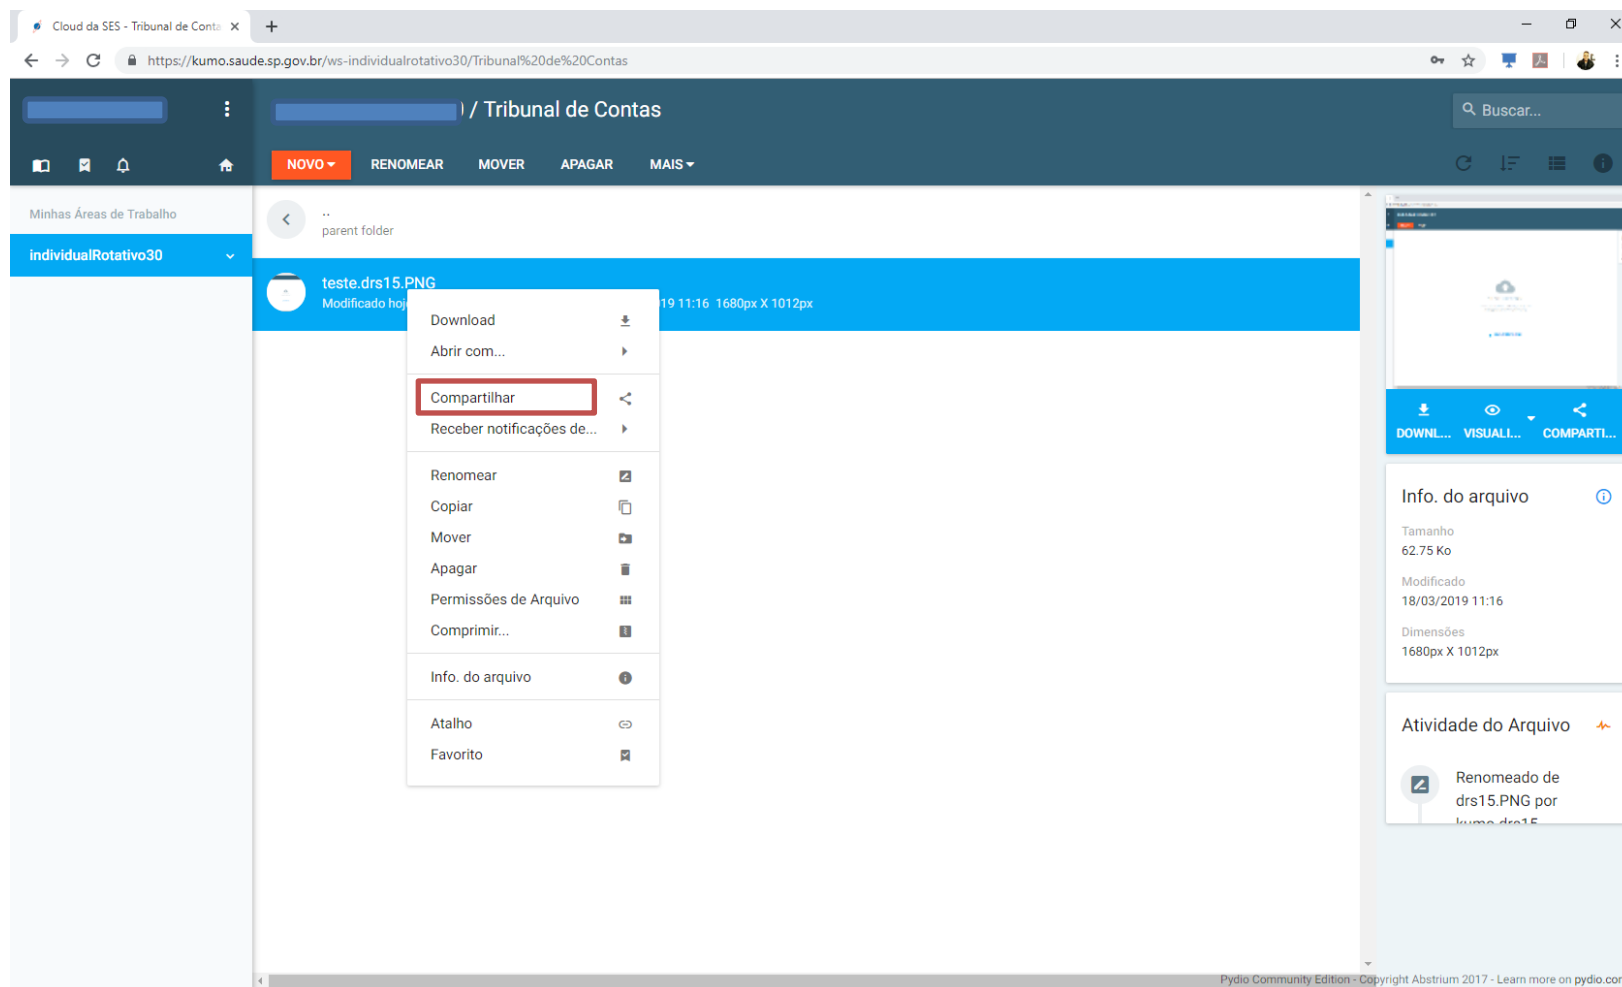 Cloud da SES - Tribunal de Conta
https://kumo.saude.sp.gov.br/ws-individualrotativo30/Tribunal%20de%20Contas
) / Tribunal de Contas
Buscar...
NOVO RENOMEAR MOVER APAGAR MAIS
Minhas Áreas de Trabalho
individualRotativo30
..
parent folder
teste.drs15.PNG
Modificado hoj 19 11:16 1680px X 1012px
Download
Abrir com...
Compartilhar
Receber notificações de...
Renomear
Copiar
Mover
Apagar
Permissões de Arquivo
Comprimir...
Info. do arquivo
Atalho
Favorito
DOWNL... VISUALI... COMPARTI...
Info. do arquivo
Tamanho
62.75 Ko
Modificado
18/03/2019 11:16
Dimensões
1680px X 1012px
Atividade do Arquivo
Renomeado de
drs15.PNG por
kumo.drs15
Pydio Community Edition - Copyright Abstrium 2017 - Learn more on pydio.com